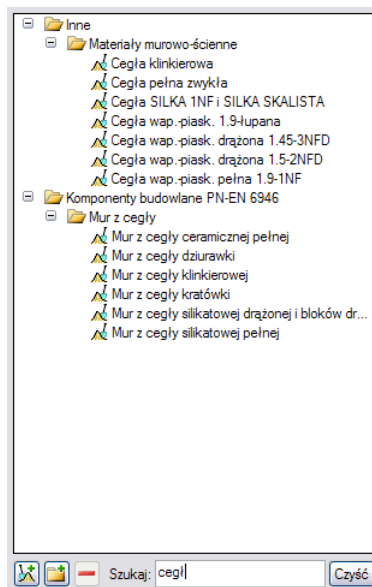 Inne
Materiały murowo-ścienne
Cegła klinkierowa
Cegła pełna zwykła
Cegła SILKA 1NF i SILKA SKALISTA
Cegła wap.-piask. 1.9-łupana
Cegła wap.-piask. drążona 1.45-3NFD
Cegła wap.-piask. drążona 1.5-2NFD
Cegła wap.-piask. pełna 1.9-1NF
Komponenty budowlane PN-EN 6946
Mur z cegły
Mur z cegły ceramicznej pełnej
Mur z cegły dziurawki
Mur z cegły klinkierowej
Mur z cegły kratówki
Mur z cegły silikatowej drążonej i bloków dr...
Mur z cegły silikatowej pełnej
Szukaj: cegł Czyść